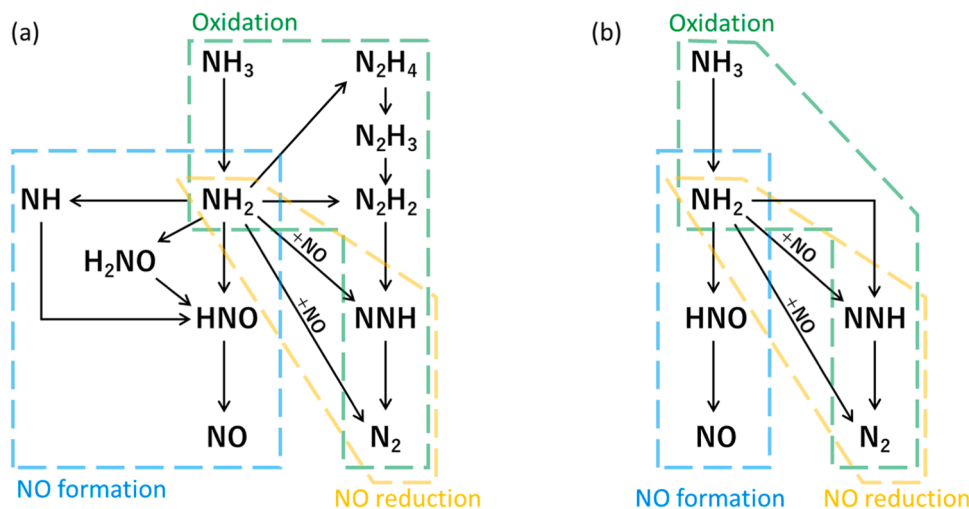 (a)
Oxidation
NH₃
N₂H₄
N₂H₃
NH
NH₂
N₂H₂
+NO
H₂NO
+NO
HNO
NNH
NO
N₂
NO formation
NO reduction
(b)
Oxidation
NH₃
NH₂
+NO
+NO
HNO
NNH
NO
N₂
NO formation
NO reduction